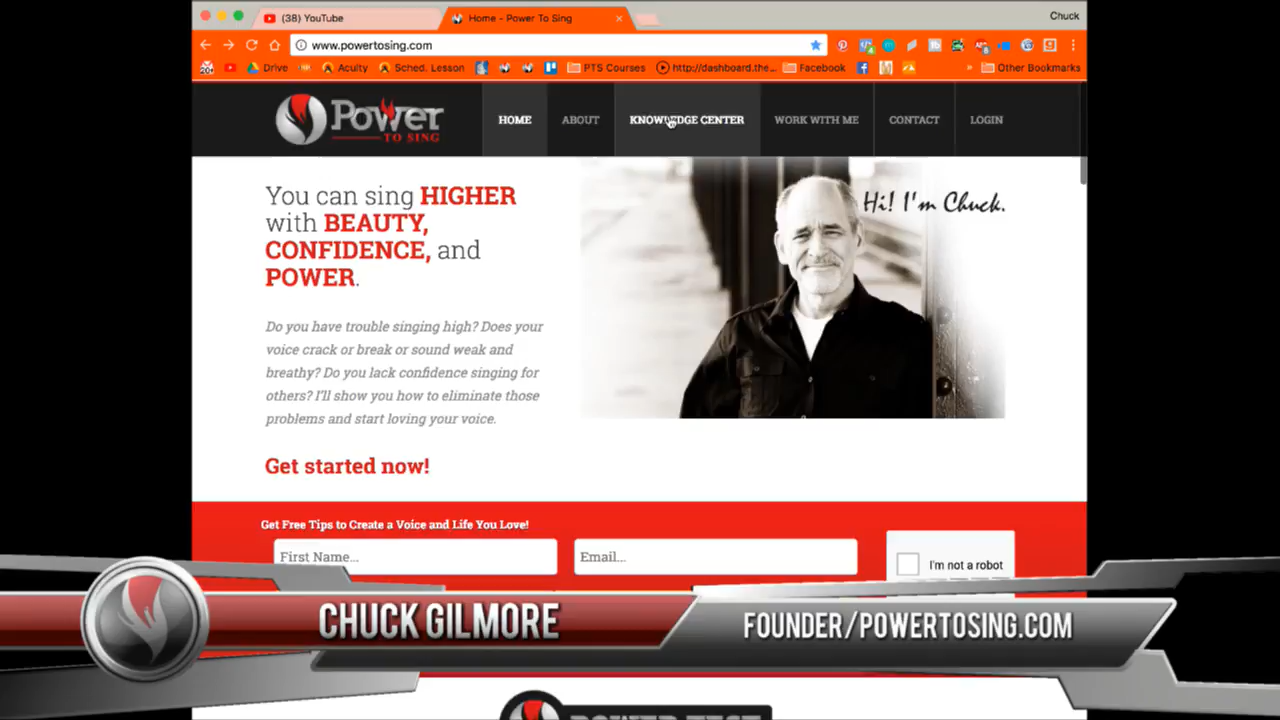 (38) YouTube
Home - Power To Sing
Chuck
www.powertosing.com
Drive
Acuity
Sched. Lesson
PTS Courses
http://dashboard.the...
Facebook
Other Bookmarks
Power
TO SING
HOME
ABOUT
KNOWLEDGE CENTER
WORK WITH ME
CONTACT
LOGIN
You can sing HIGHER
with BEAUTY,
CONFIDENCE, and
POWER.
Hi! I'm Chuck.
Do you have trouble singing high? Does your
voice crack or break or sound weak and
breathy? Do you lack confidence singing for
others? I'll show you how to eliminate those
problems and start loving your voice.
Get started now!
Get Free Tips to Create a Voice and Life You Love!
First Name...
Email...
I'm not a robot
CHUCK GILMORE
FOUNDER/POWERTOSING.COM